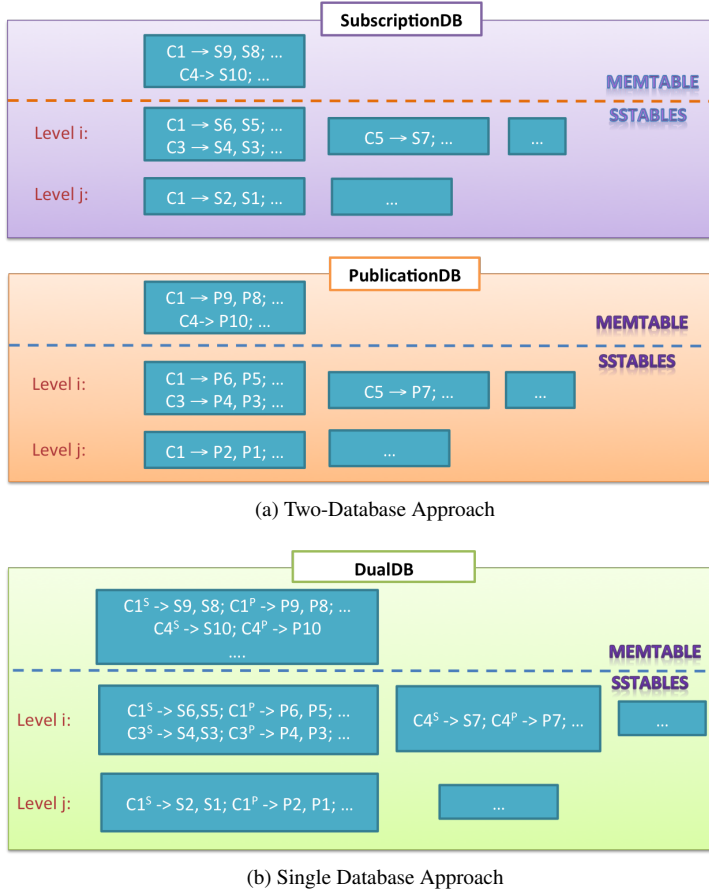 SubscriptionDB
C1 → S9, S8; ...
C4-> S10; ...
MEMTABLE
SSTABLES
Level i:
C1 → S6, S5; ...
C3 → S4, S3; ...
C5 → S7; ...
...
Level j:
C1 → S2, S1; ...
...
PublicationDB
C1 → P9, P8; ...
C4-> P10; ...
MEMTABLE
SSTABLES
Level i:
C1 → P6, P5; ...
C3 → P4, P3; ...
C5 → P7; ...
...
Level j:
C1 → P2, P1; ...
...
(a) Two-Database Approach
DualDB
C1ˢ -> S9, S8; C1ᴾ -> P9, P8; ...
C4ˢ -> S10; C4ᴾ -> P10
....
MEMTABLE
SSTABLES
Level i:
C1ˢ -> S6,S5; C1ᴾ -> P6, P5; ...
C3ˢ -> S4,S3; C3ᴾ -> P4, P3; ...
C4ˢ -> S7; C4ᴾ -> P7; ...
...
Level j:
C1ˢ -> S2, S1; C1ᴾ -> P2, P1; ...
...
(b) Single Database Approach